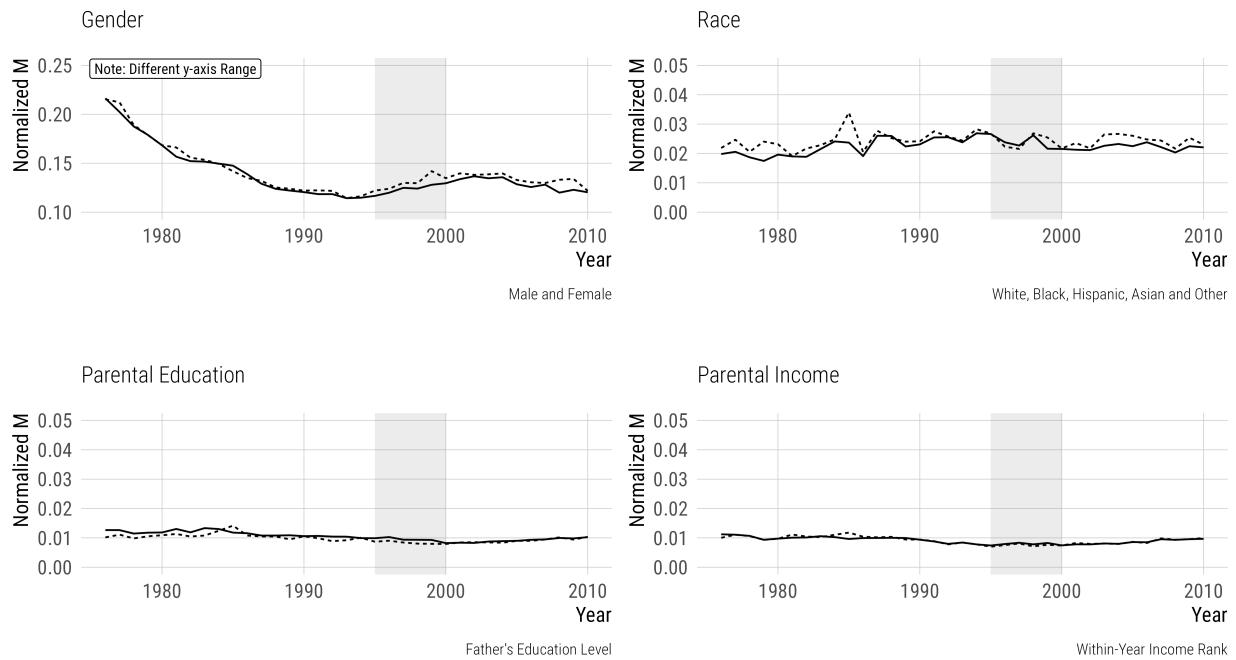 Gender
Normalized M
0.25
0.20
0.15
0.10
Note: Different y-axis Range
1980 1990 2000 2010
Year
Male and Female
Race
Normalized M
0.05
0.04
0.03
0.02
0.01
0.00
1980 1990 2000 2010
Year
White, Black, Hispanic, Asian and Other
Parental Education
Normalized M
0.05
0.04
0.03
0.02
0.01
0.00
1980 1990 2000 2010
Year
Father's Education Level
Parental Income
Normalized M
0.05
0.04
0.03
0.02
0.01
0.00
1980 1990 2000 2010
Year
Within-Year Income Rank